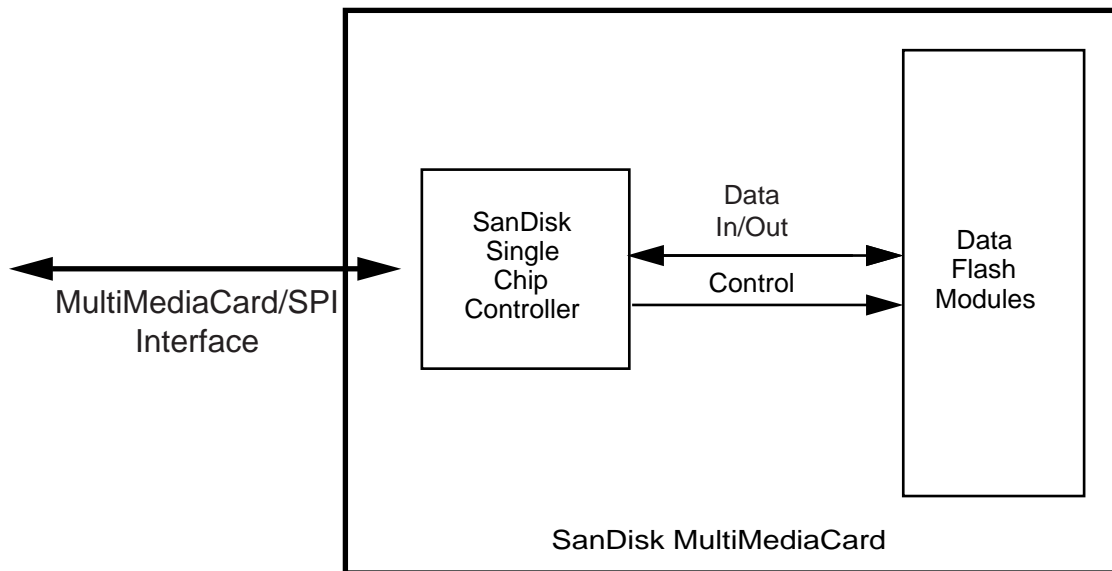 MultiMediaCard/SPI
Interface
SanDisk
Single
Chip
Controller
Data
In/Out
Control
Data
Flash
Modules
SanDisk MultiMediaCard